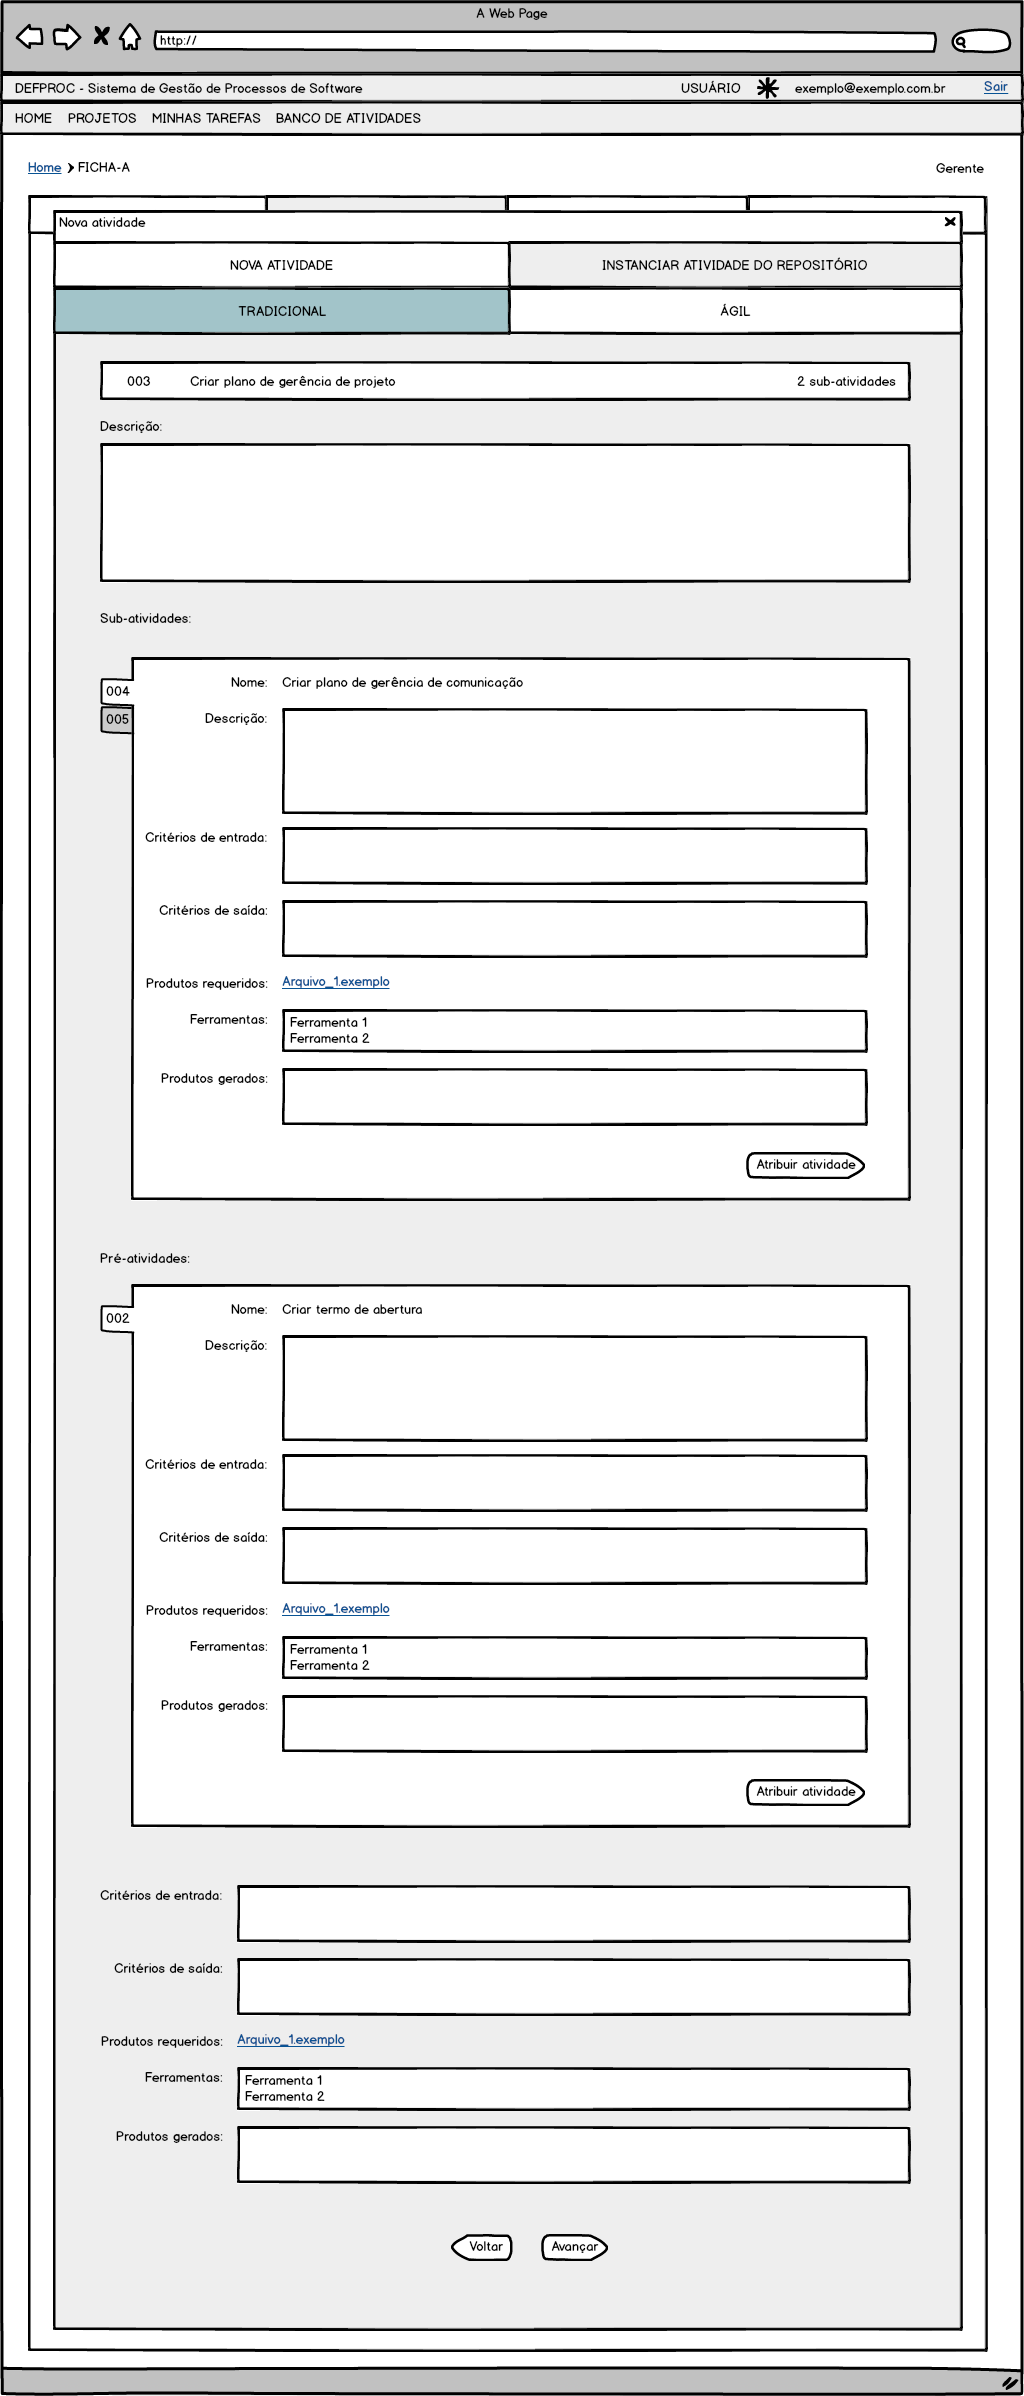 A Web Page
http://
DEFPROC - Sistema de Gestão de Processos de Software USUÁRIO exemplo@exemplo.com.br Sair
HOME PROJETOS MINHAS TAREFAS BANCO DE ATIVIDADES
Home FICHA-A Gerente
Nova atividade
NOVA ATIVIDADE INSTANCIAR ATIVIDADE DO REPOSITÓRIO
TRADICIONAL ÁGIL
003 Criar plano de gerência de projeto 2 sub-atividades
Descrição:
Sub-atividades:
Nome: Criar plano de gerência de comunicação
004
005 Descrição:
Critérios de entrada:
Critérios de saída:
Produtos requeridos: Arquivo_1.exemplo
Ferramentas: Ferramenta 1
Ferramenta 2
Produtos gerados:
Atribuir atividade
Pré-atividades:
Nome: Criar termo de abertura
002
Descrição:
Critérios de entrada:
Critérios de saída:
Produtos requeridos: Arquivo_1.exemplo
Ferramentas: Ferramenta 1
Ferramenta 2
Produtos gerados:
Atribuir atividade
Critérios de entrada:
Critérios de saída:
Produtos requeridos: Arquivo_1.exemplo
Ferramentas: Ferramenta 1
Ferramenta 2
Produtos gerados:
Voltar Avançar